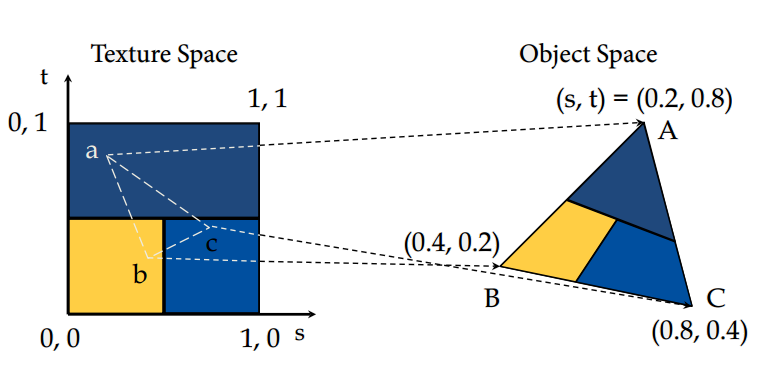 Texture Space
Object Space
t
1, 1
(s, t) = (0.2, 0.8)
0, 1
A
a
(0.4, 0.2)
c
b
B
C
0, 0
1, 0
s
(0.8, 0.4)